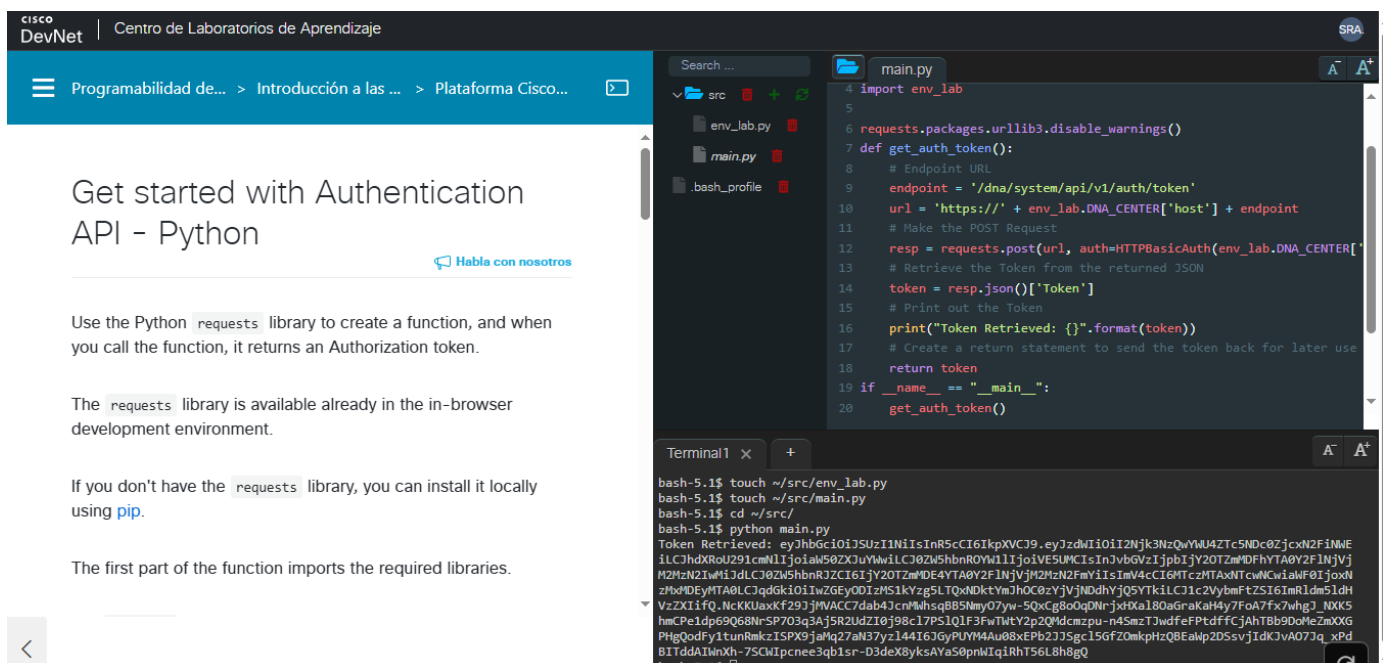 CISCO
DevNet
Centro de Laboratorios de Aprendizaje
SRA
Programabilidad de... > Introducción a las ... > Plataforma Cisco...
Get started with Authentication
API - Python
Habla con nosotros
Use the Python requests library to create a function, and when
you call the function, it returns an Authorization token.
The requests library is available already in the in-browser
development environment.
If you don't have the requests library, you can install it locally
using pip.
The first part of the function imports the required libraries.
Search ...
src
env_lab.py
main.py
.bash_profile
main.py
A- A+
4 import env_lab
5
6 requests.packages.urllib3.disable_warnings()
7 def get_auth_token():
8 # Endpoint URL
9 endpoint = '/dna/system/api/v1/auth/token'
10 url = 'https://' + env_lab.DNA_CENTER['host'] + endpoint
11 # Make the POST Request
12 resp = requests.post(url, auth=HTTPBasicAuth(env_lab.DNA_CENTER['
13 # Retrieve the Token from the returned JSON
14 token = resp.json()['Token']
15 # Print out the Token
16 print("Token Retrieved: {}".format(token))
17 # Create a return statement to send the token back for later use
18 return token
19 if __name__ == "__main__":
20 get_auth_token()
Terminal 1 × +
A- A+
bash-5.1$ touch ~/src/env_lab.py
bash-5.1$ touch ~/src/main.py
bash-5.1$ cd ~/src/
bash-5.1$ python main.py
Token Retrieved: